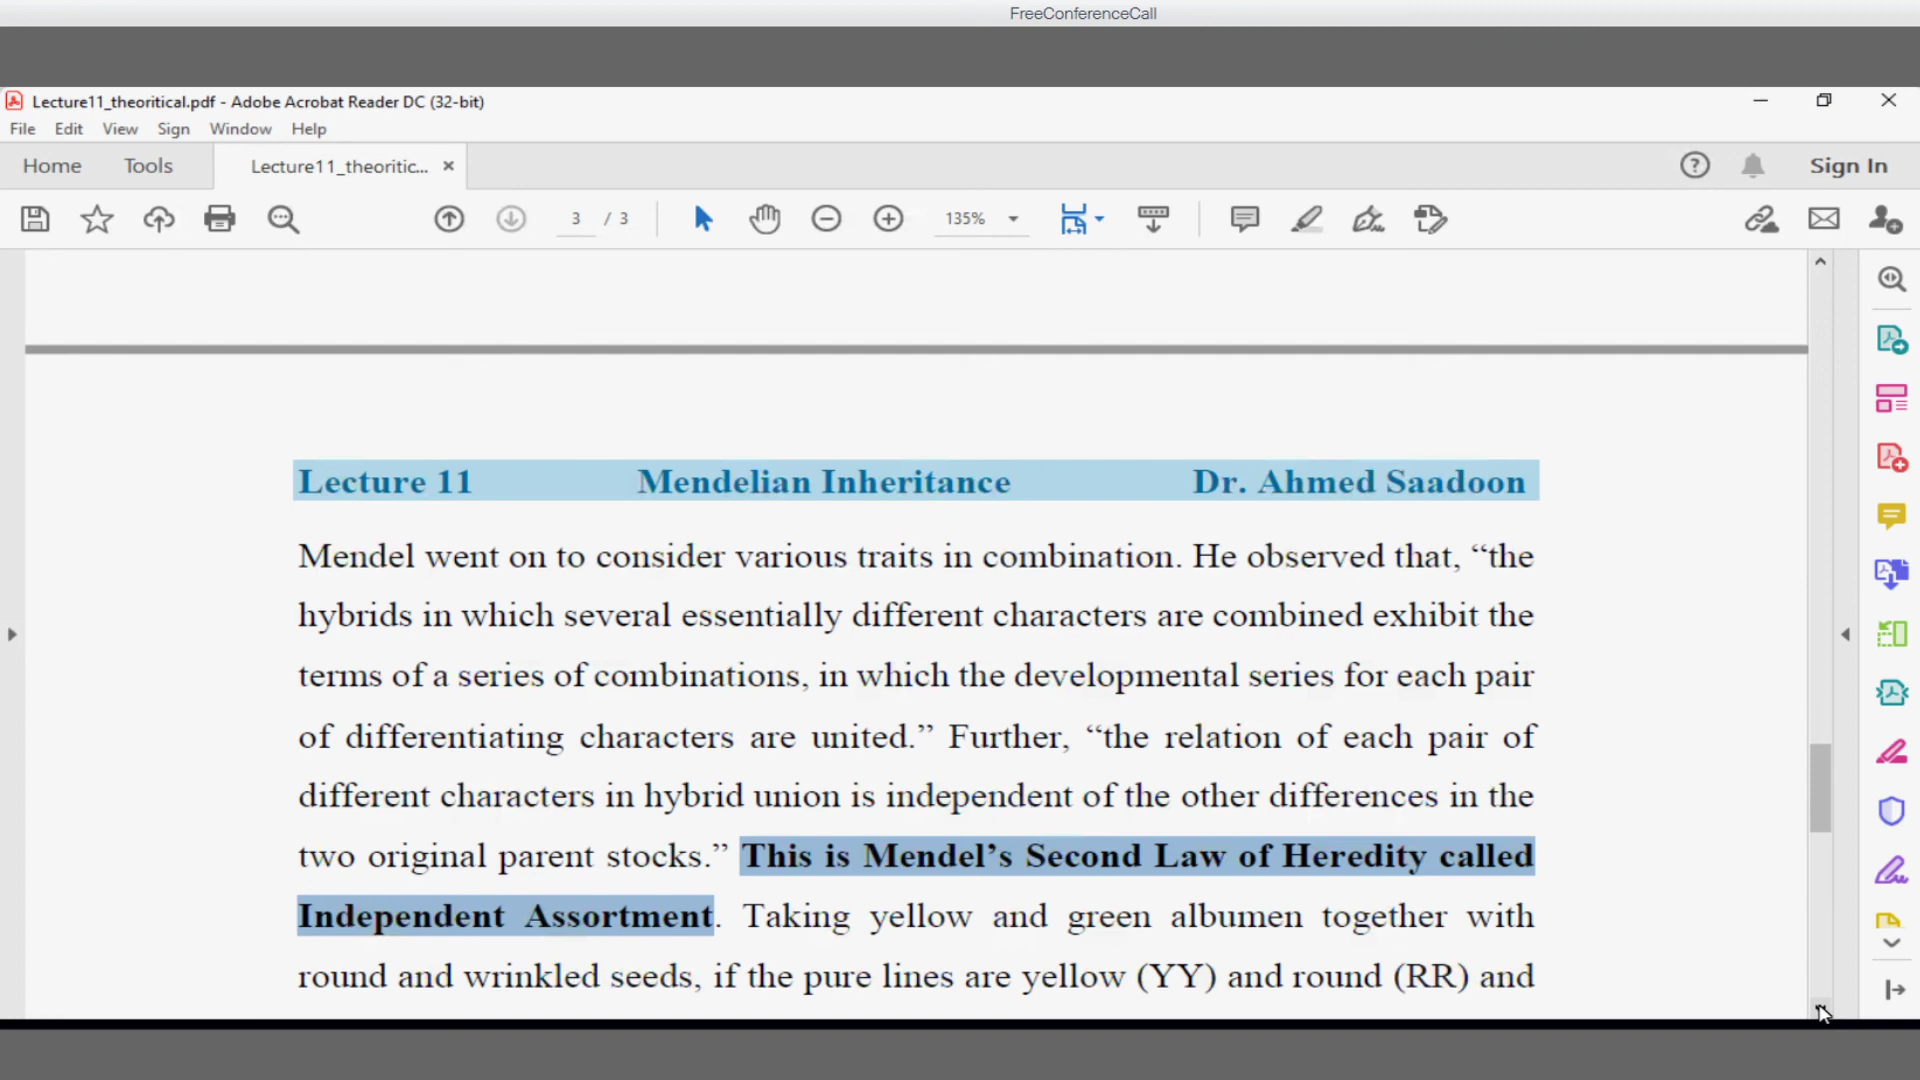 FreeConferenceCall
Lecture11_theoritical.pdf - Adobe Acrobat Reader DC (32-bit)
File Edit View Sign Window Help
Home Tools Lecture11_theoritic... × Sign In
3 / 3 135%
Lecture 11 Mendelian Inheritance Dr. Ahmed Saadoon
Mendel went on to consider various traits in combination. He observed that, “the
hybrids in which several essentially different characters are combined exhibit the
terms of a series of combinations, in which the developmental series for each pair
of differentiating characters are united.” Further, “the relation of each pair of
different characters in hybrid union is independent of the other differences in the
two original parent stocks.” This is Mendel’s Second Law of Heredity called
Independent Assortment. Taking yellow and green albumen together with
round and wrinkled seeds, if the pure lines are yellow (YY) and round (RR) and